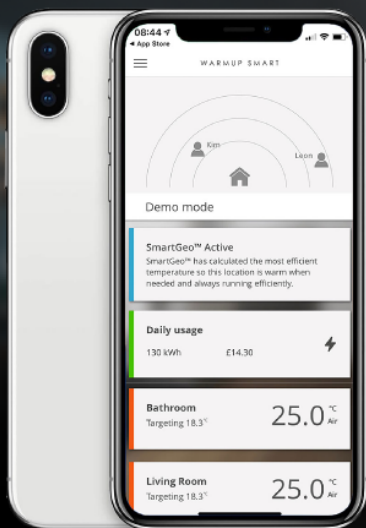 08:44
◀ App Store
WARMUP SMART
Kim
Leon
Demo mode
SmartGeo™ Active
SmartGeo™ has calculated the most efficient
temperature so this location is warm when
needed and always running efficiently.
Daily usage
130 kWh £14.30
Bathroom
Targeting 18.3°
25.0 °C
Air
Living Room
Targeting 18.3°
25.0 °C
Air